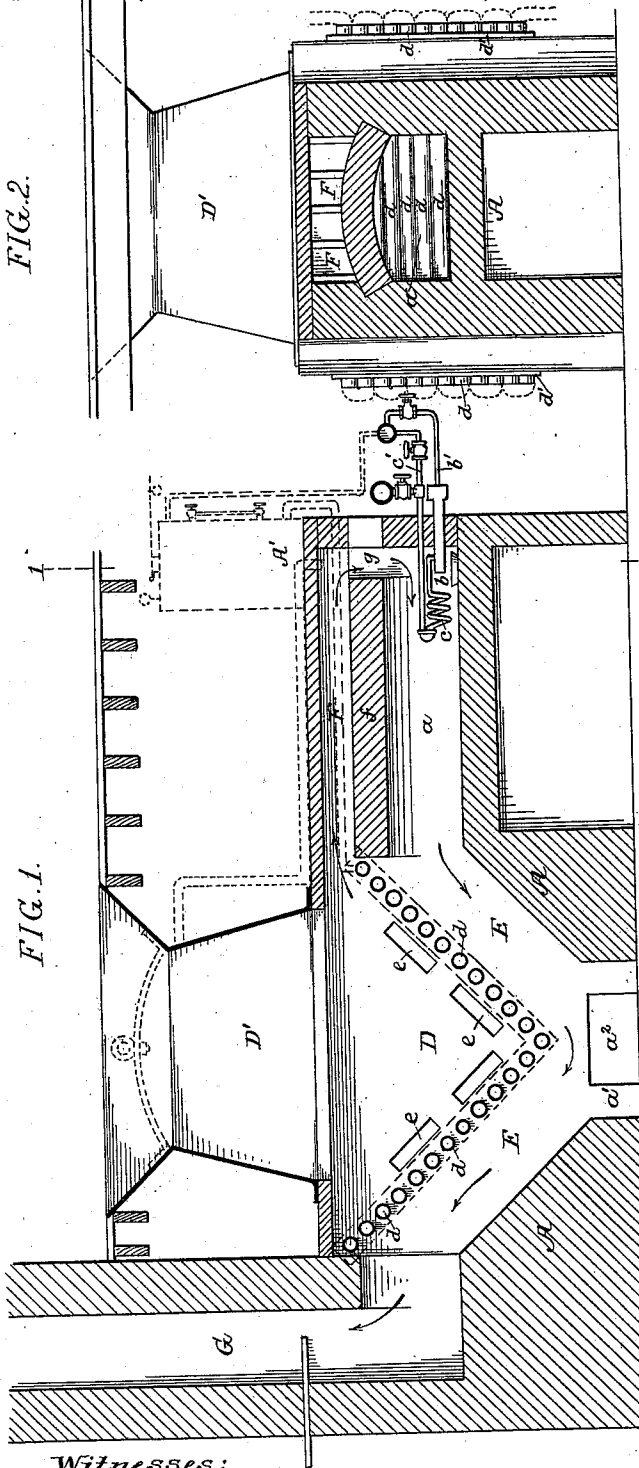 FIG.2.
D'
d
d
F
F
d
d
d
d
a
A
d
d'
FIG.1.
1
A'
c'
b'
g
b
c
F
f
a
D'
A
E
e
d
e
D
a²
a'
e
E
d
d
A
G
Witnesses: